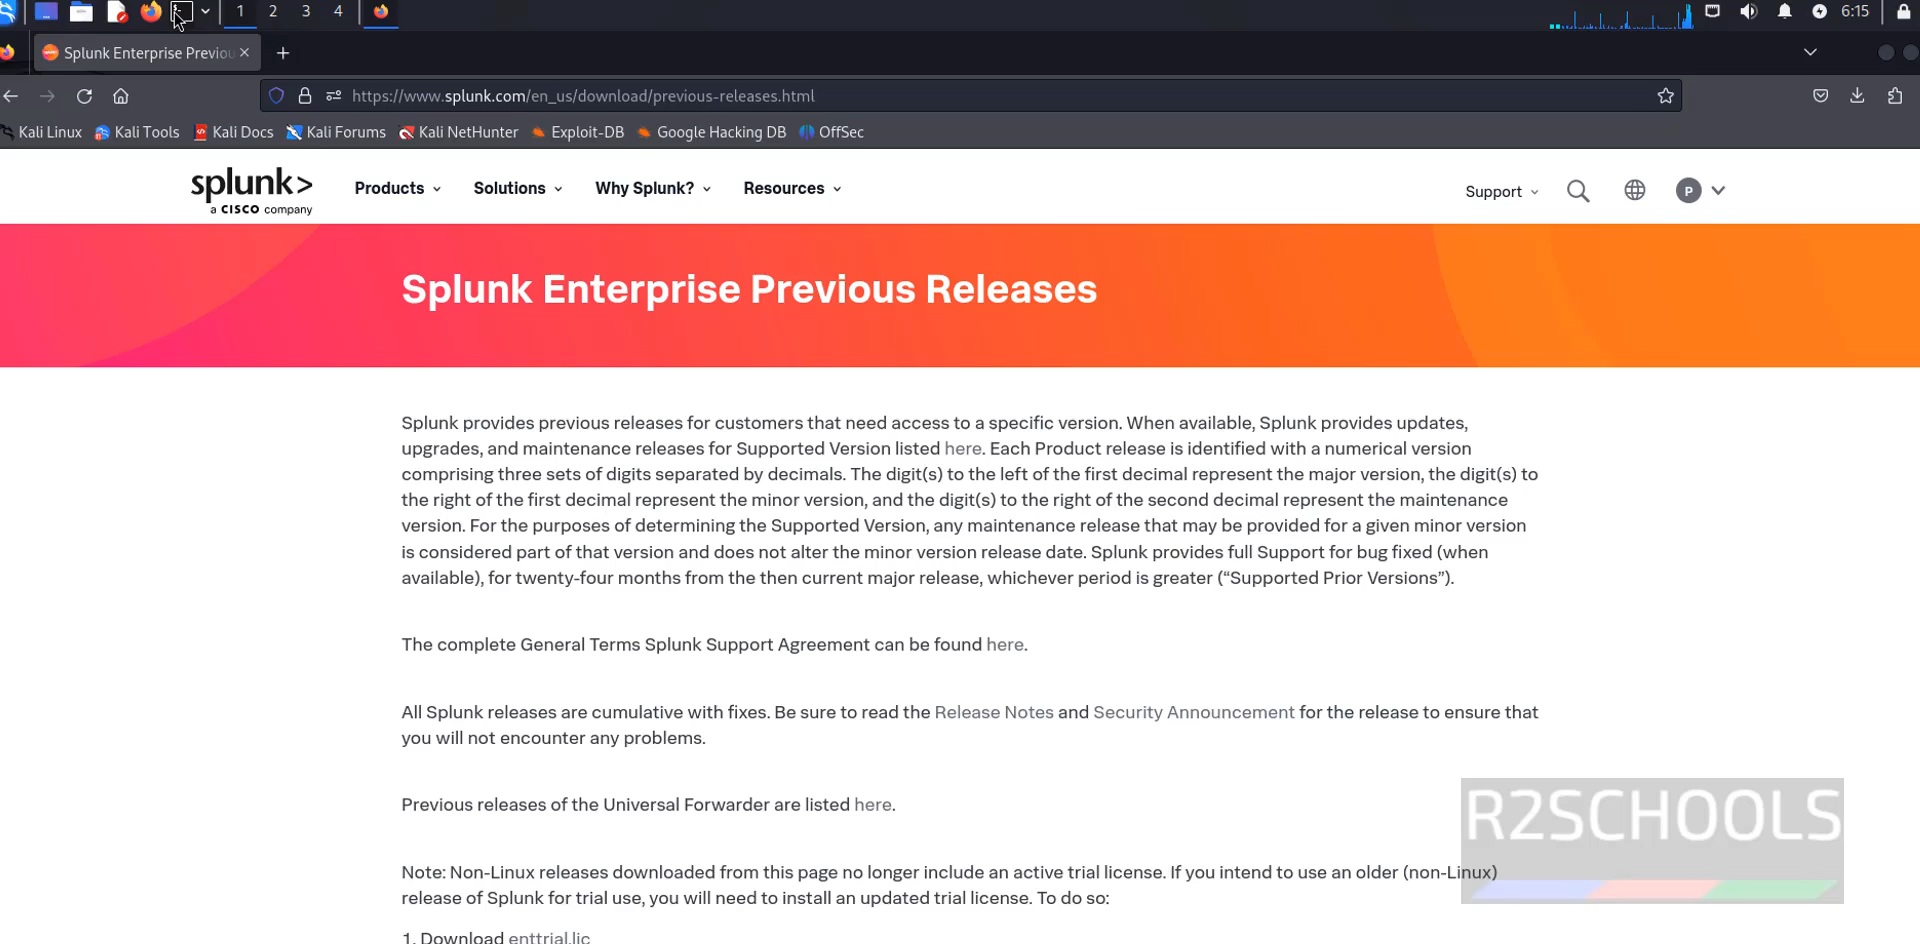 1 2 3 4 6:15
Splunk Enterprise Previou
https://www.splunk.com/en_us/download/previous-releases.html
Kali Linux Kali Tools Kali Docs Kali Forums Kali NetHunter Exploit-DB Google Hacking DB OffSec
splunk> Products Solutions Why Splunk? Resources Support P
a CISCO company
Splunk Enterprise Previous Releases
Splunk provides previous releases for customers that need access to a specific version. When available, Splunk provides updates,
upgrades, and maintenance releases for Supported Version listed here. Each Product release is identified with a numerical version
comprising three sets of digits separated by decimals. The digit(s) to the left of the first decimal represent the major version, the digit(s) to
the right of the first decimal represent the minor version, and the digit(s) to the right of the second decimal represent the maintenance
version. For the purposes of determining the Supported Version, any maintenance release that may be provided for a given minor version
is considered part of that version and does not alter the minor version release date. Splunk provides full Support for bug fixed (when
available), for twenty-four months from the then current major release, whichever period is greater (“Supported Prior Versions”).
The complete General Terms Splunk Support Agreement can be found here.
All Splunk releases are cumulative with fixes. Be sure to read the Release Notes and Security Announcement for the release to ensure that
you will not encounter any problems.
Previous releases of the Universal Forwarder are listed here.
R2SCHOOLS
Note: Non-Linux releases downloaded from this page no longer include an active trial license. If you intend to use an older (non-Linux)
release of Splunk for trial use, you will need to install an updated trial license. To do so:
1. Download enttrial.lic